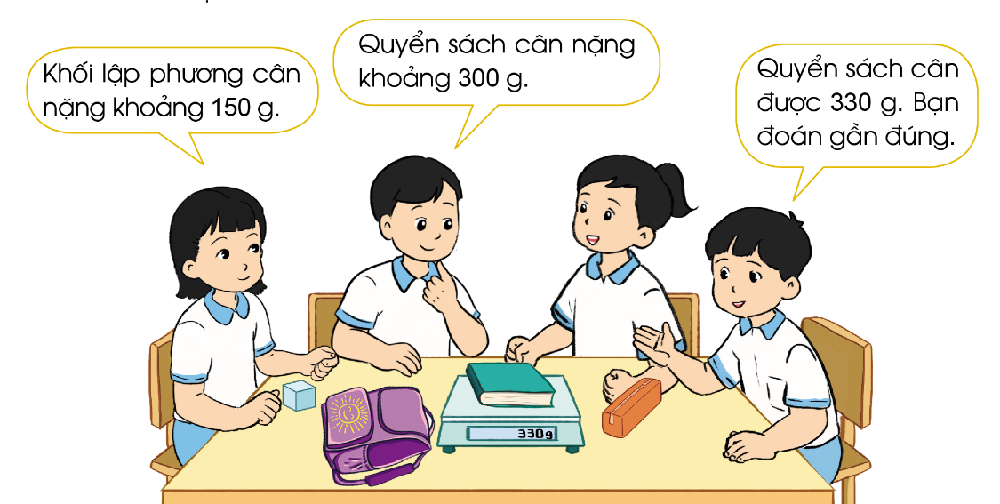 Khối lập phương cân
nặng khoảng 150 g.
Quyển sách cân nặng
khoảng 300 g.
Quyển sách cân
được 330 g. Bạn
đoán gần đúng.
330g